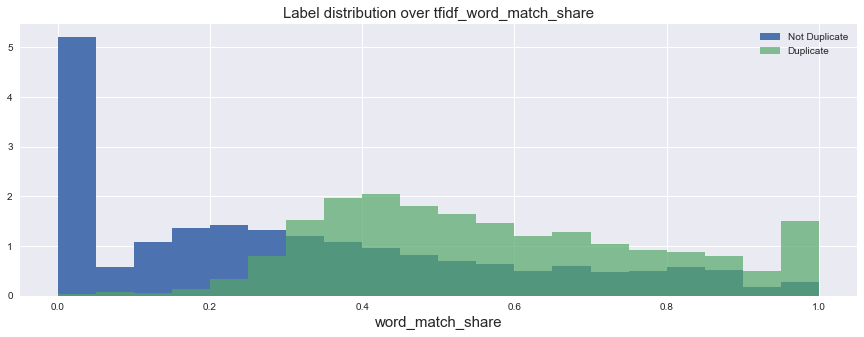 Label distribution over tfidf_word_match_share
Not Duplicate
Duplicate
5
4
3
2
1
0
0.0 0.2 0.4 0.6 0.8 1.0
word_match_share